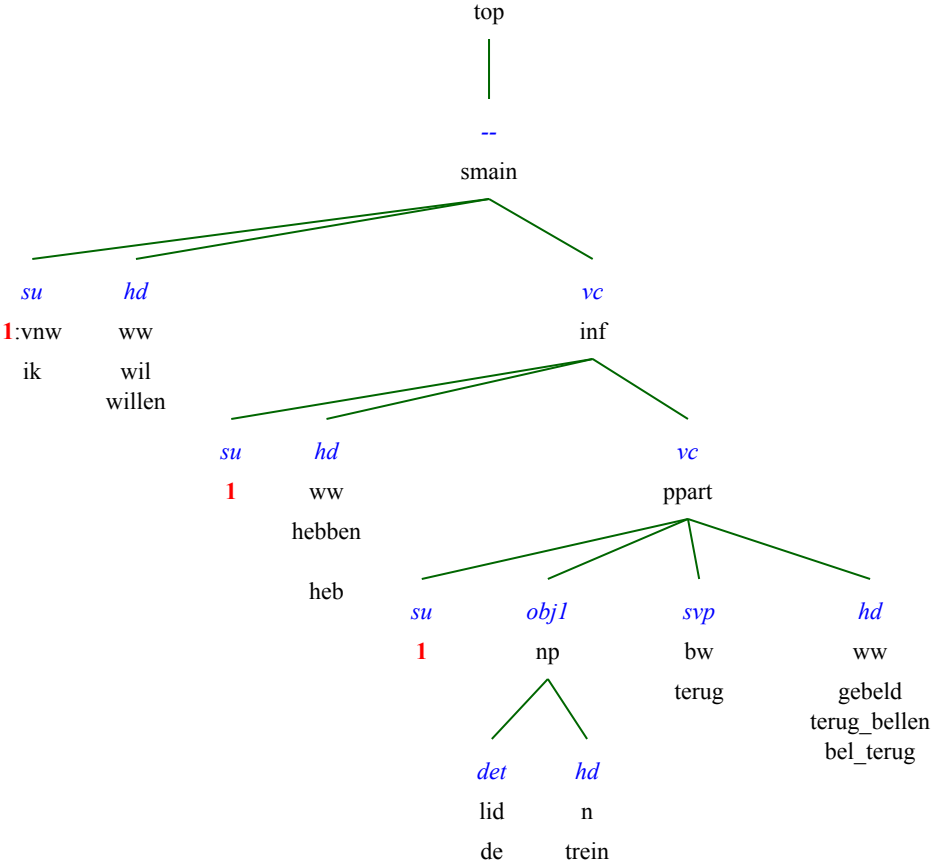 top
--
smain
su hd vc
1:vnw ww inf
ik wil
willen
su hd vc
1 ww ppart
hebben
heb
su obj1 svp hd
1 np bw ww
terug gebeld
terug_bellen
bel_terug
det hd
lid n
de trein